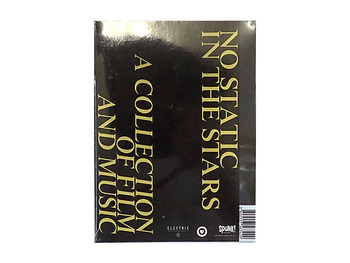 NO STATIC
IN THE STARS
A COLLECTION
OF FILM
AND MUSIC
ELECTRIC
SPUNK!